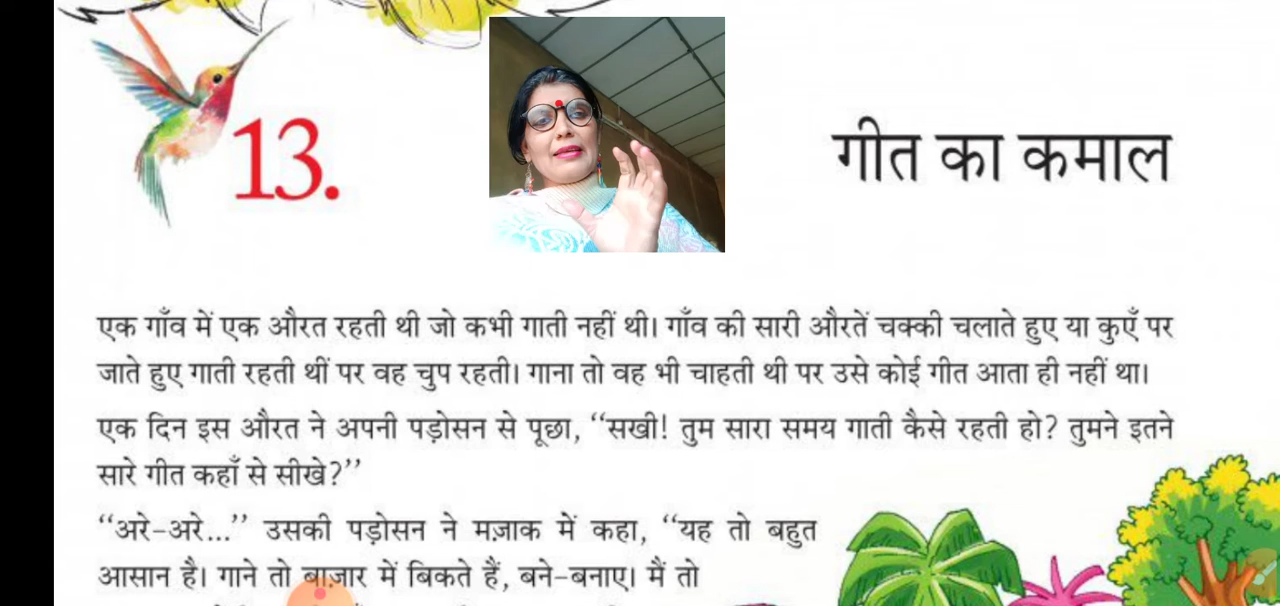 13.
गीत का कमाल
एक गाँव में एक औरत रहती थी जो कभी गाती नहीं थी। गाँव की सारी औरतें चक्की चलाते हुए या कुएँ पर
जाते हुए गाती रहती थीं पर वह चुप रहती। गाना तो वह भी चाहती थी पर उसे कोई गीत आता ही नहीं था।
एक दिन इस औरत ने अपनी पड़ोसन से पूछा, ‘‘सखी! तुम सारा समय गाती कैसे रहती हो? तुमने इतने
सारे गीत कहाँ से सीखे?’’
‘‘अरे-अरे...’’ उसकी पड़ोसन ने मज़ाक में कहा, ‘‘यह तो बहुत
आसान है। गाने तो बाज़ार में बिकते हैं, बने-बनाए। मैं तो